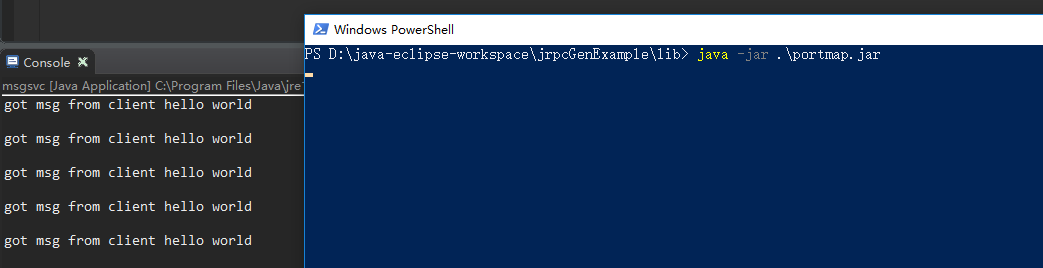 Console
msgsvc [Java Application] C:\Program Files\Java\jre
got msg from client hello world
got msg from client hello world
got msg from client hello world
got msg from client hello world
got msg from client hello world
Windows PowerShell
PS D:\java-eclipse-workspace\jrpcGenExample\lib> java -jar .\portmap.jar